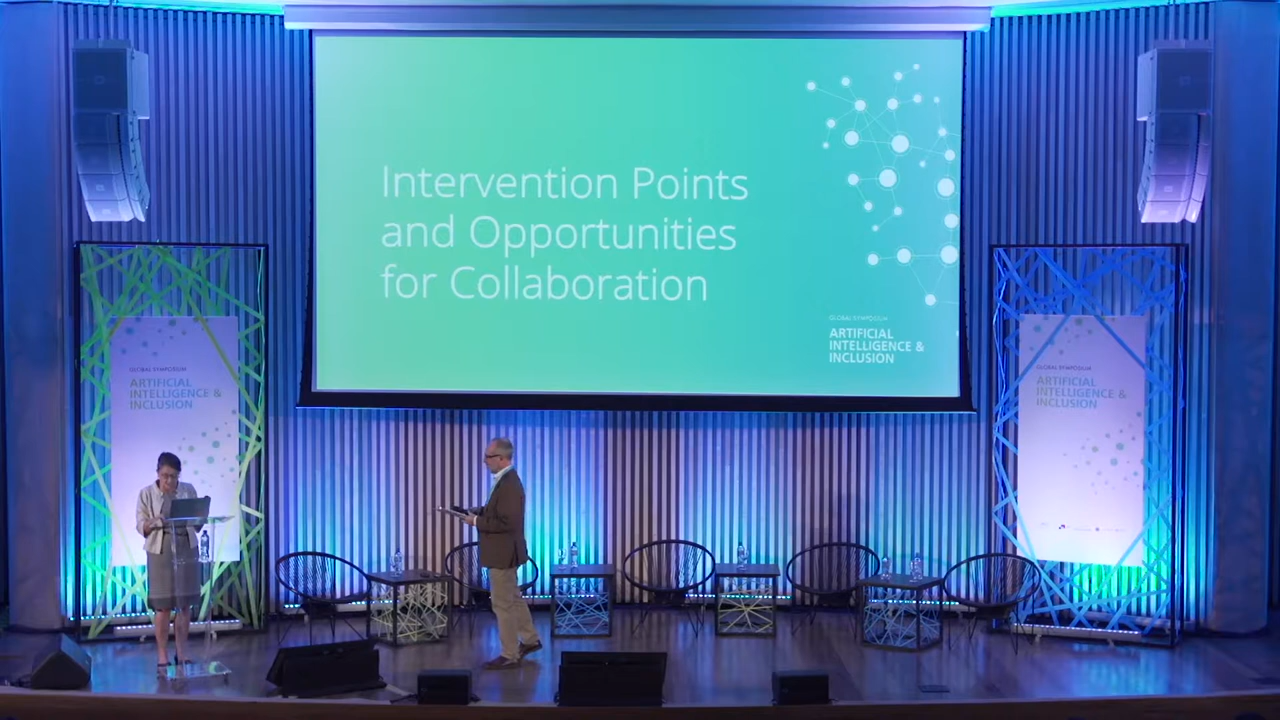 Intervention Points
and Opportunities
for Collaboration
GLOBAL SYMPOSIUM
ARTIFICIAL
INTELLIGENCE &
INCLUSION
GLOBAL SYMPOSIUM
ARTIFICIAL
INTELLIGENCE &
INCLUSION
GLOBAL SYMPOSIUM
ARTIFICIAL
INTELLIGENCE &
INCLUSION